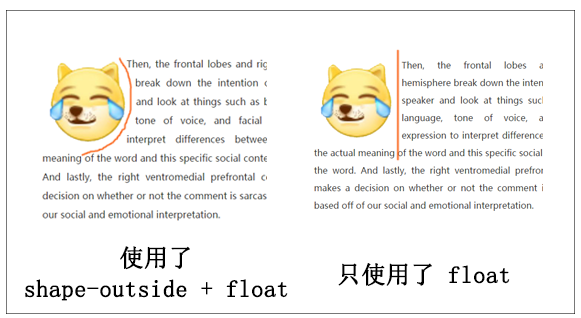 Then, the frontal lobes and rig
break down the intention o
and look at things such as b
tone of voice, and facial
interpret differences betwee
meaning of the word and this specific social conte
And lastly, the right ventromedial prefrontal co
decision on whether or not the comment is sarcas
our social and emotional interpretation.
使用了
shape-outside + float
Then, the frontal lobes a
hemisphere break down the inten
speaker and look at things sucl
language, tone of voice, a
expression to interpret difference
the actual meaning of the word and this specific social
the word. And lastly, the right ventromedial prefror
makes a decision on whether or not the comment i
based off of our social and emotional interpretation.
只使用了 float